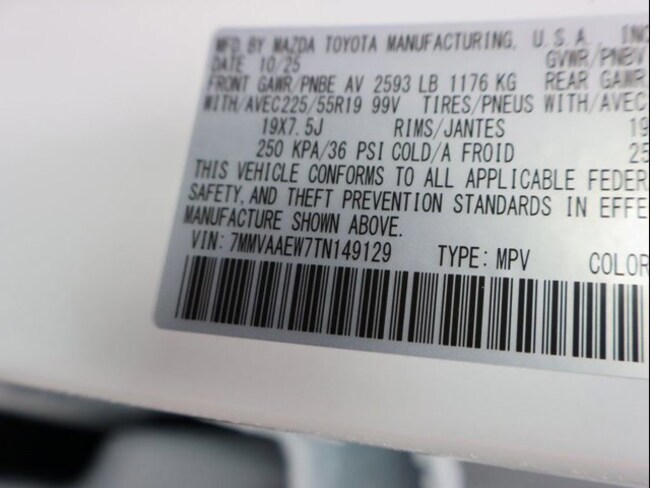 MFD. BY MAZDA TOYOTA MANUFACTURING, U.S.A. INC
DATE 10/25 GVWR/PNBV
FRONT GAWR/PNBE AV 2593 LB 1176 KG REAR GAWR
WITH/AVEC225/55R19 99V TIRES/PNEUS WITH/AVEC
19X7.5J RIMS/JANTES 19
250 KPA/36 PSI COLD/A FROID 25
THIS VEHICLE CONFORMS TO ALL APPLICABLE FEDER
SAFETY, AND THEFT PREVENTION STANDARDS IN EFFE
MANUFACTURE SHOWN ABOVE.
VIN: 7MMVAAEW7TN149129 TYPE: MPV COLOR